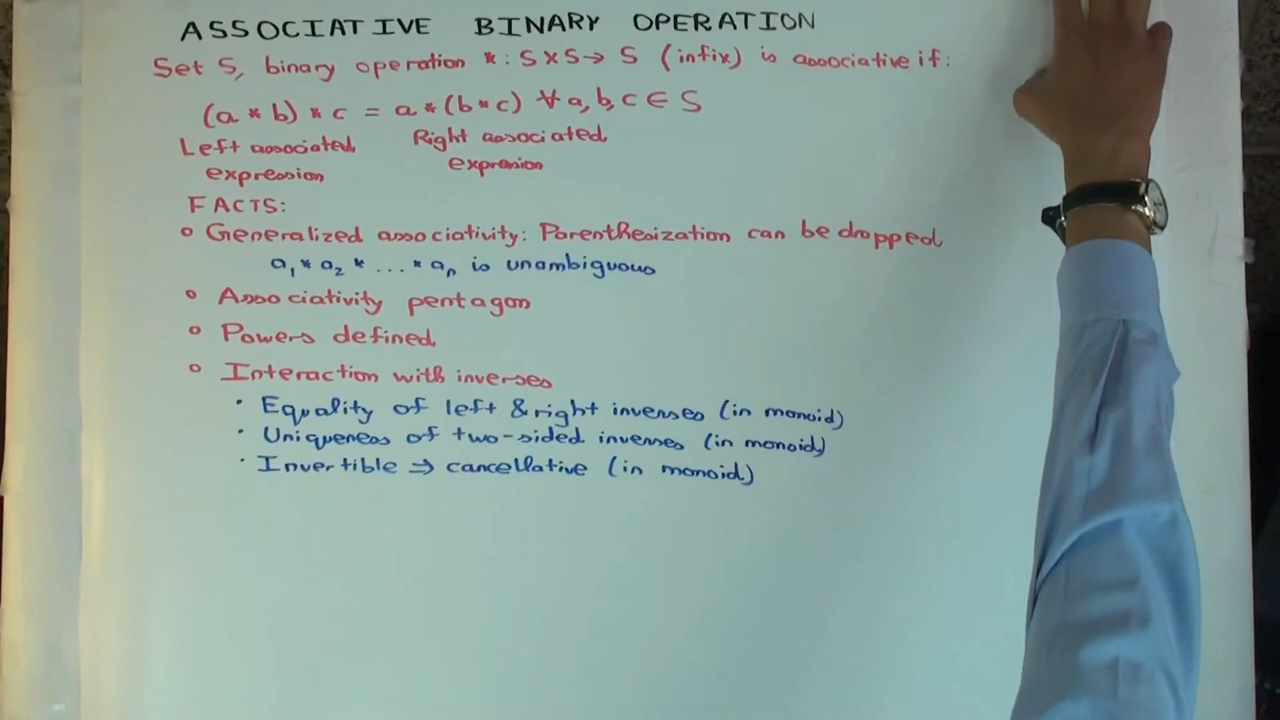 ASSOCIATIVE BINARY OPERATION
Set S, binary operation *: S×S→ S (infix) is associative if:
(a * b) * c = a * (b * c) ∀ a, b, c ∈ S
Left associated Right associated
expression expression
FACTS:
° Generalized associativity: Parenthesization can be dropped
a₁ * a₂ * ... * aₙ is unambiguous
° Associativity pentagon
° Powers defined
° Interaction with inverses
· Equality of left & right inverses (in monoid)
· Uniqueness of two-sided inverses (in monoid)
· Invertible ⇒ cancellative (in monoid)